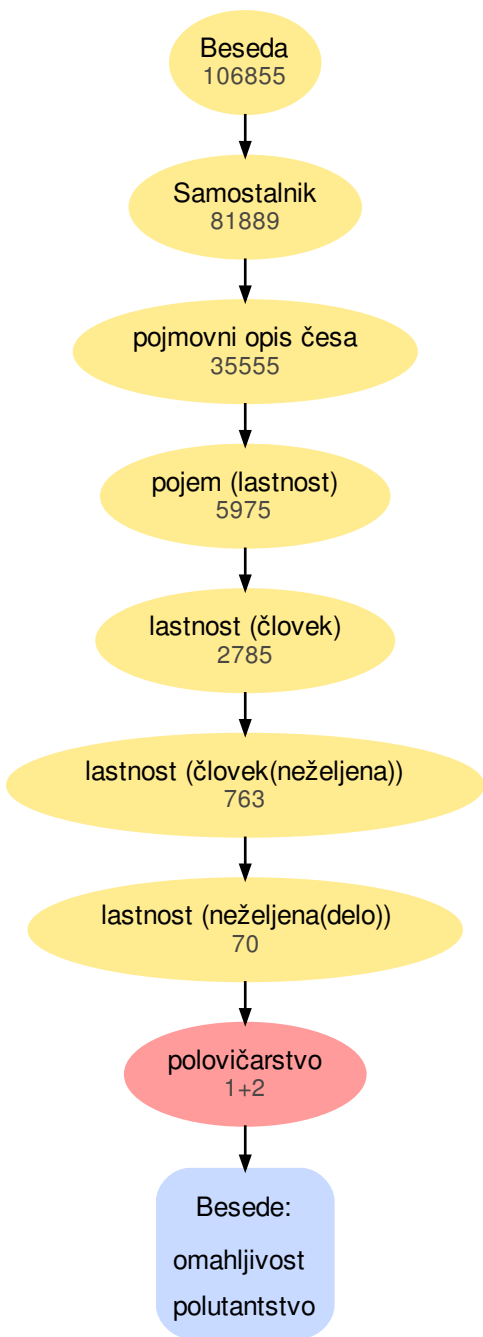 Beseda
106855
Samostalnik
81889
pojmovni opis česa
35555
pojem (lastnost)
5975
lastnost (človek)
2785
lastnost (človek(neželjena))
763
lastnost (neželjena(delo))
70
polovičarstvo
1+2
Besede:
omahljivost
polutantstvo